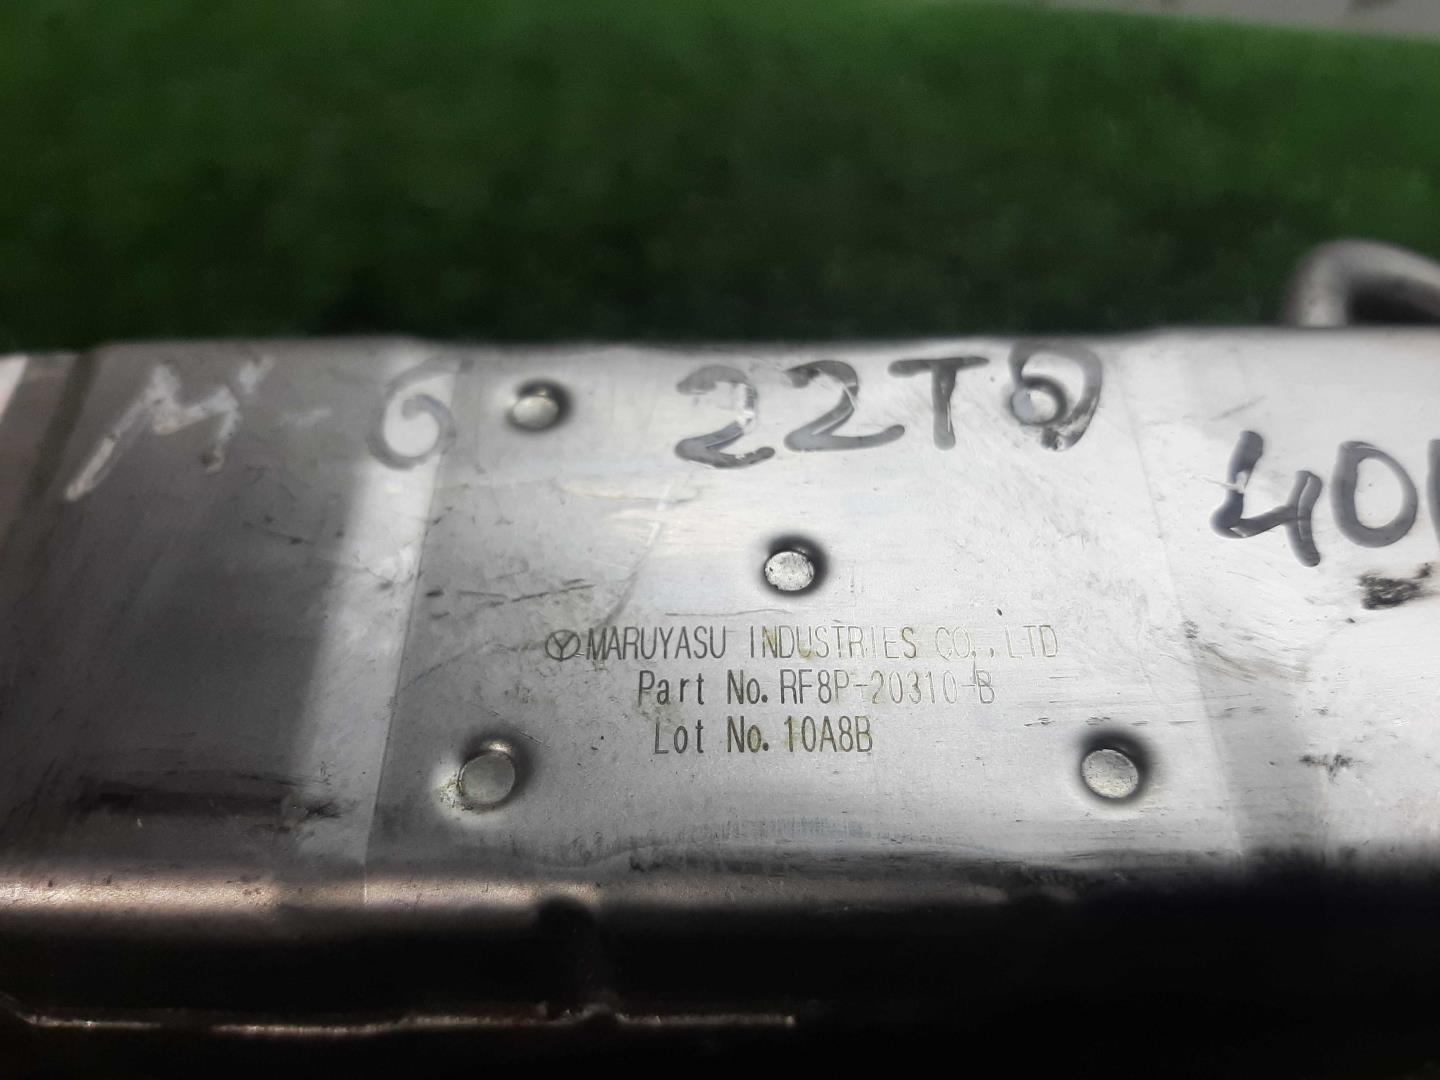 M-6 22TD
40
MARUYASU INDUSTRIES CO., LTD
Part No. RF8P-20310-B
Lot No. 10A8B